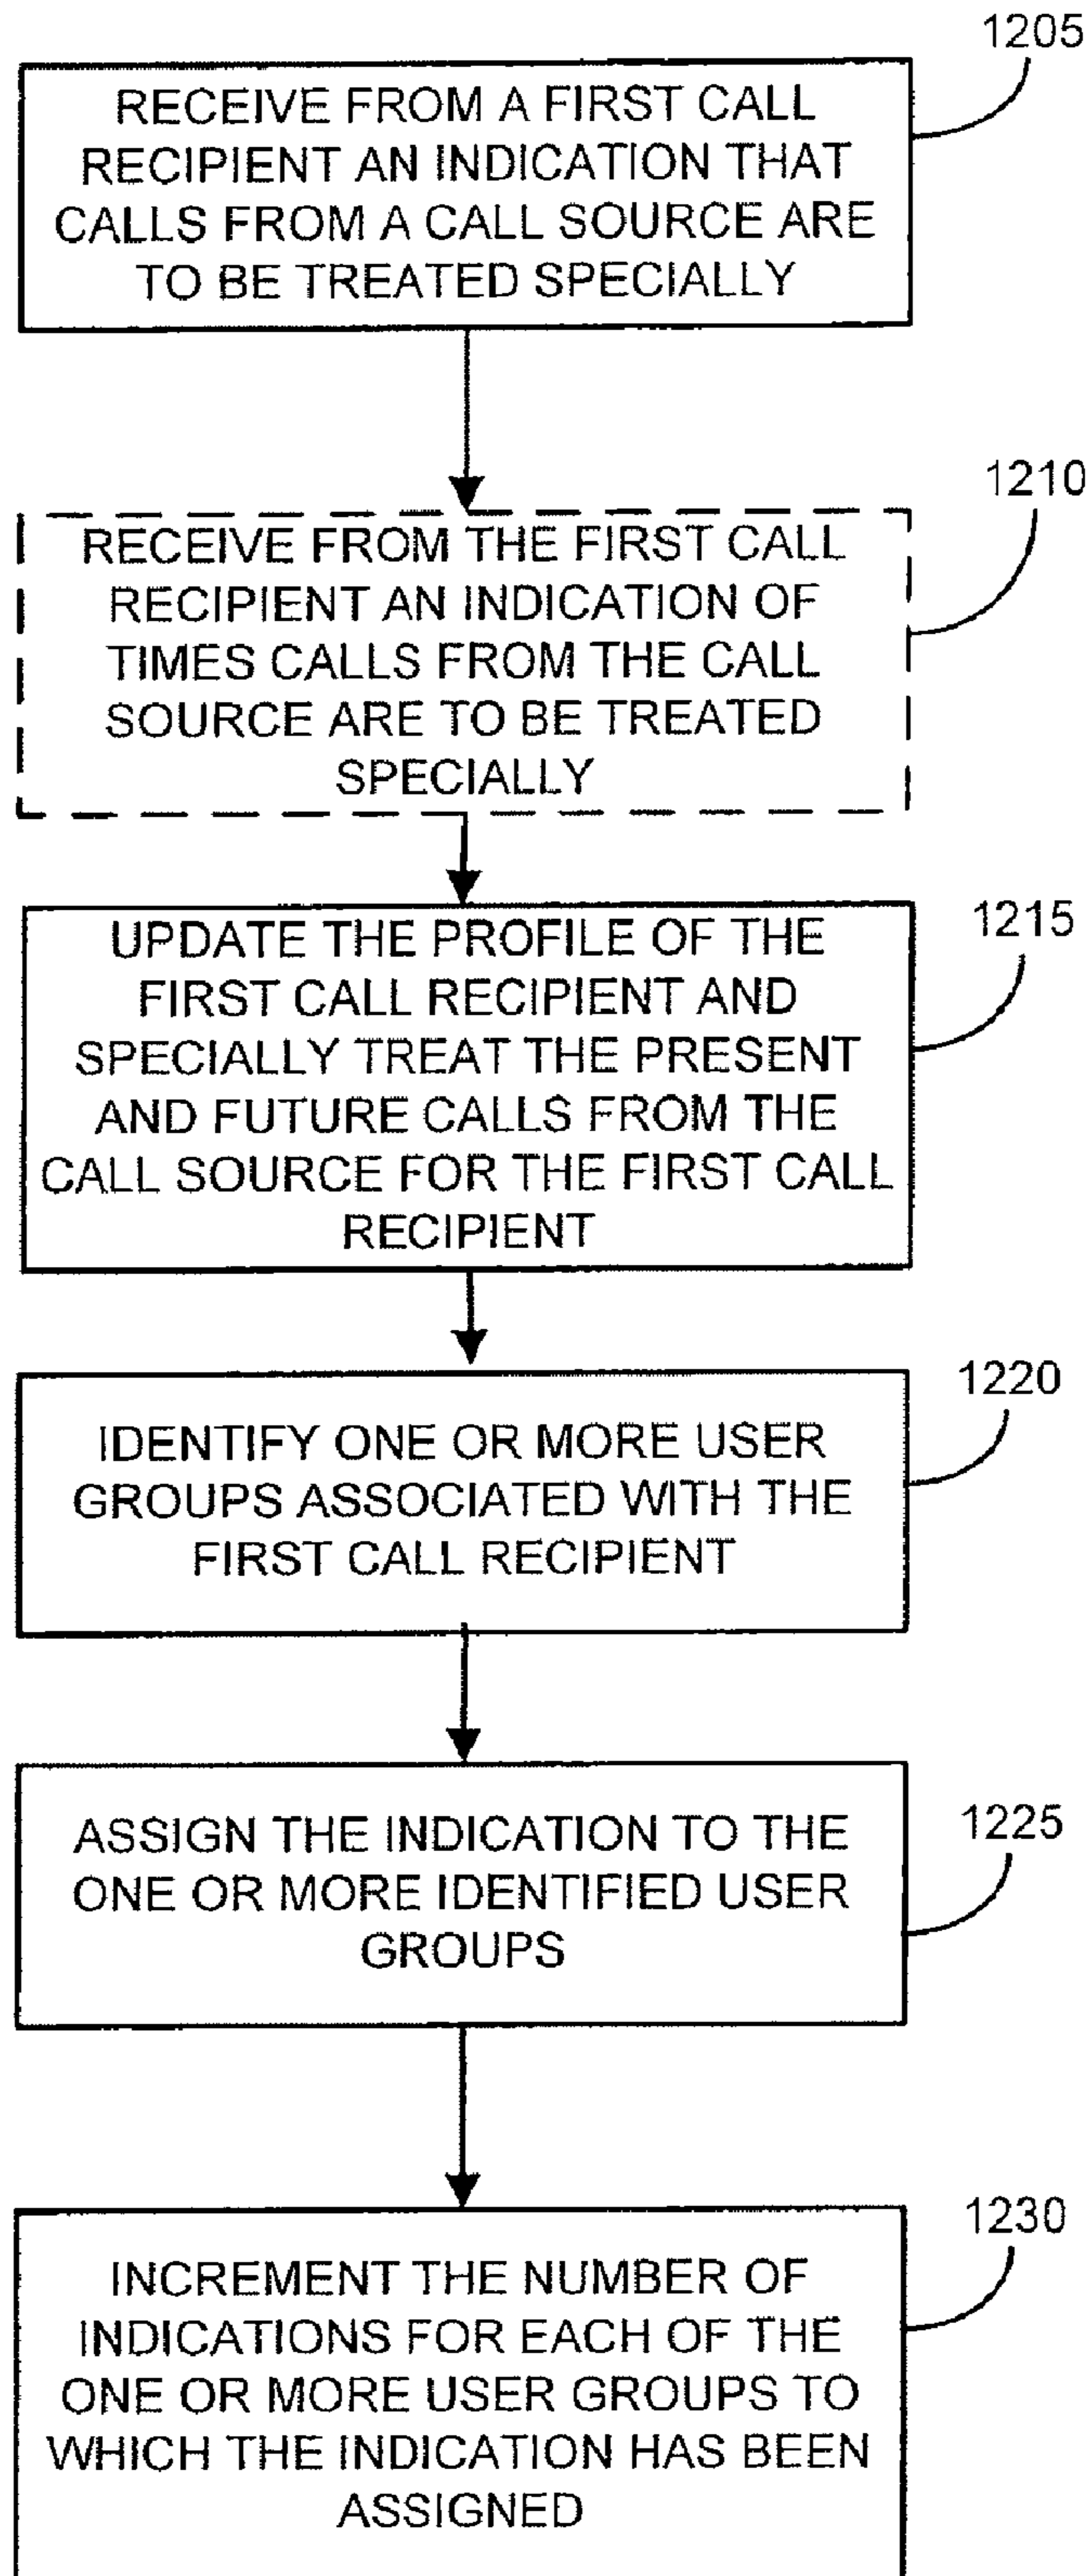 1205
RECEIVE FROM A FIRST CALL
RECIPIENT AN INDICATION THAT
CALLS FROM A CALL SOURCE ARE
TO BE TREATED SPECIALLY
1210
RECEIVE FROM THE FIRST CALL
RECIPIENT AN INDICATION OF
TIMES CALLS FROM THE CALL
SOURCE ARE TO BE TREATED
SPECIALLY
1215
UPDATE THE PROFILE OF THE
FIRST CALL RECIPIENT AND
SPECIALLY TREAT THE PRESENT
AND FUTURE CALLS FROM THE
CALL SOURCE FOR THE FIRST CALL
RECIPIENT
1220
IDENTIFY ONE OR MORE USER
GROUPS ASSOCIATED WITH THE
FIRST CALL RECIPIENT
1225
ASSIGN THE INDICATION TO THE
ONE OR MORE IDENTIFIED USER
GROUPS
1230
INCREMENT THE NUMBER OF
INDICATIONS FOR EACH OF THE
ONE OR MORE USER GROUPS TO
WHICH THE INDICATION HAS BEEN
ASSIGNED